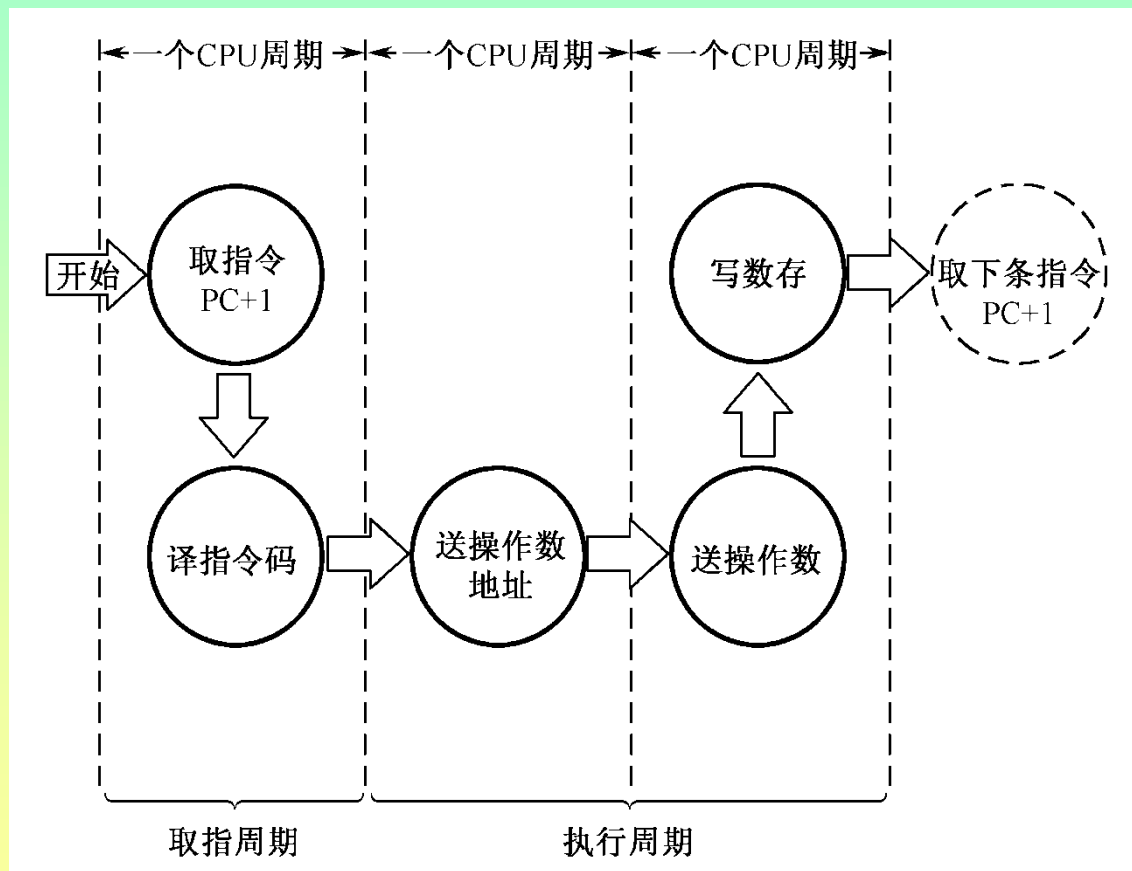 一个CPU周期
一个CPU周期
一个CPU周期
开始
取指令
PC+1
写数存
取下条指令
PC+1
译指令码
送操作数
地址
送操作数
取指周期
执行周期